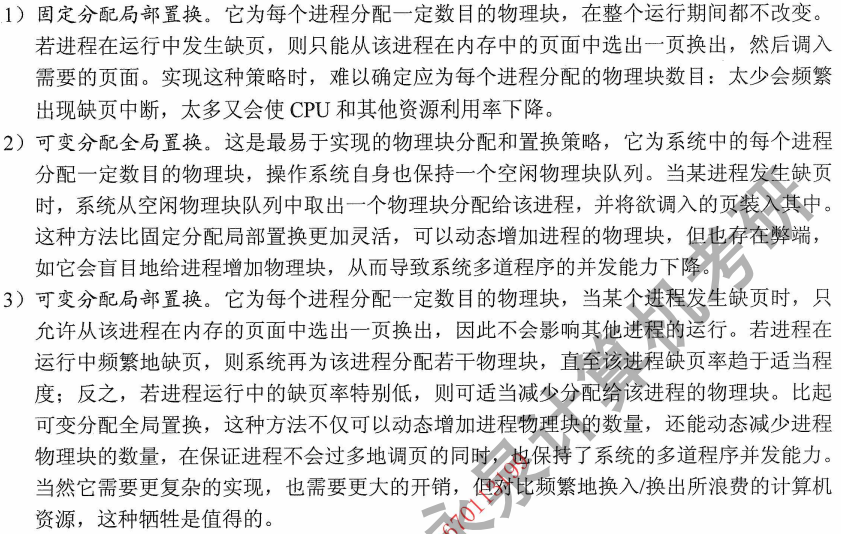 1）固定分配局部置换。它为每个进程分配一定数目的物理块，在整个运行期间都不改变。
若进程在运行中发生缺页，则只能从该进程在内存中的页面中选出一页换出，然后调入
需要的页面。实现这种策略时，难以确定应为每个进程分配的物理块数目：太少会频繁
出现缺页中断，太多又会使 CPU 和其他资源利用率下降。
2）可变分配全局置换。这是最易于实现的物理块分配和置换策略，它为系统中的每个进程
分配一定数目的物理块，操作系统自身也保持一个空闲物理块队列。当某进程发生缺页
时，系统从空闲物理块队列中取出一个物理块分配给该进程，并将欲调入的页装入其中。
这种方法比固定分配局部置换更加灵活，可以动态增加进程的物理块，但也存在弊端，
如它会盲目地给进程增加物理块，从而导致系统多道程序的并发能力下降。
3）可变分配局部置换。它为每个进程分配一定数目的物理块，当某个进程发生缺页时，只
允许从该进程在内存的页面中选出一页换出，因此不会影响其他进程的运行。若进程在
运行中频繁地缺页，则系统再为该进程分配若干物理块，直至该进程缺页率趋于适当程
度；反之，若进程运行中的缺页率特别低，则可适当减少分配给该进程的物理块。比起
可变分配全局置换，这种方法不仅可以动态增加进程物理块的数量，还能动态减少进程
物理块的数量，在保证进程不会过多地调页的同时，也保持了系统的多道程序并发能力。
当然它需要更复杂的实现，也需要更大的开销，但对比频繁地换入/换出所浪费的计算机
资源，这种牺牲是值得的。
计算机考研